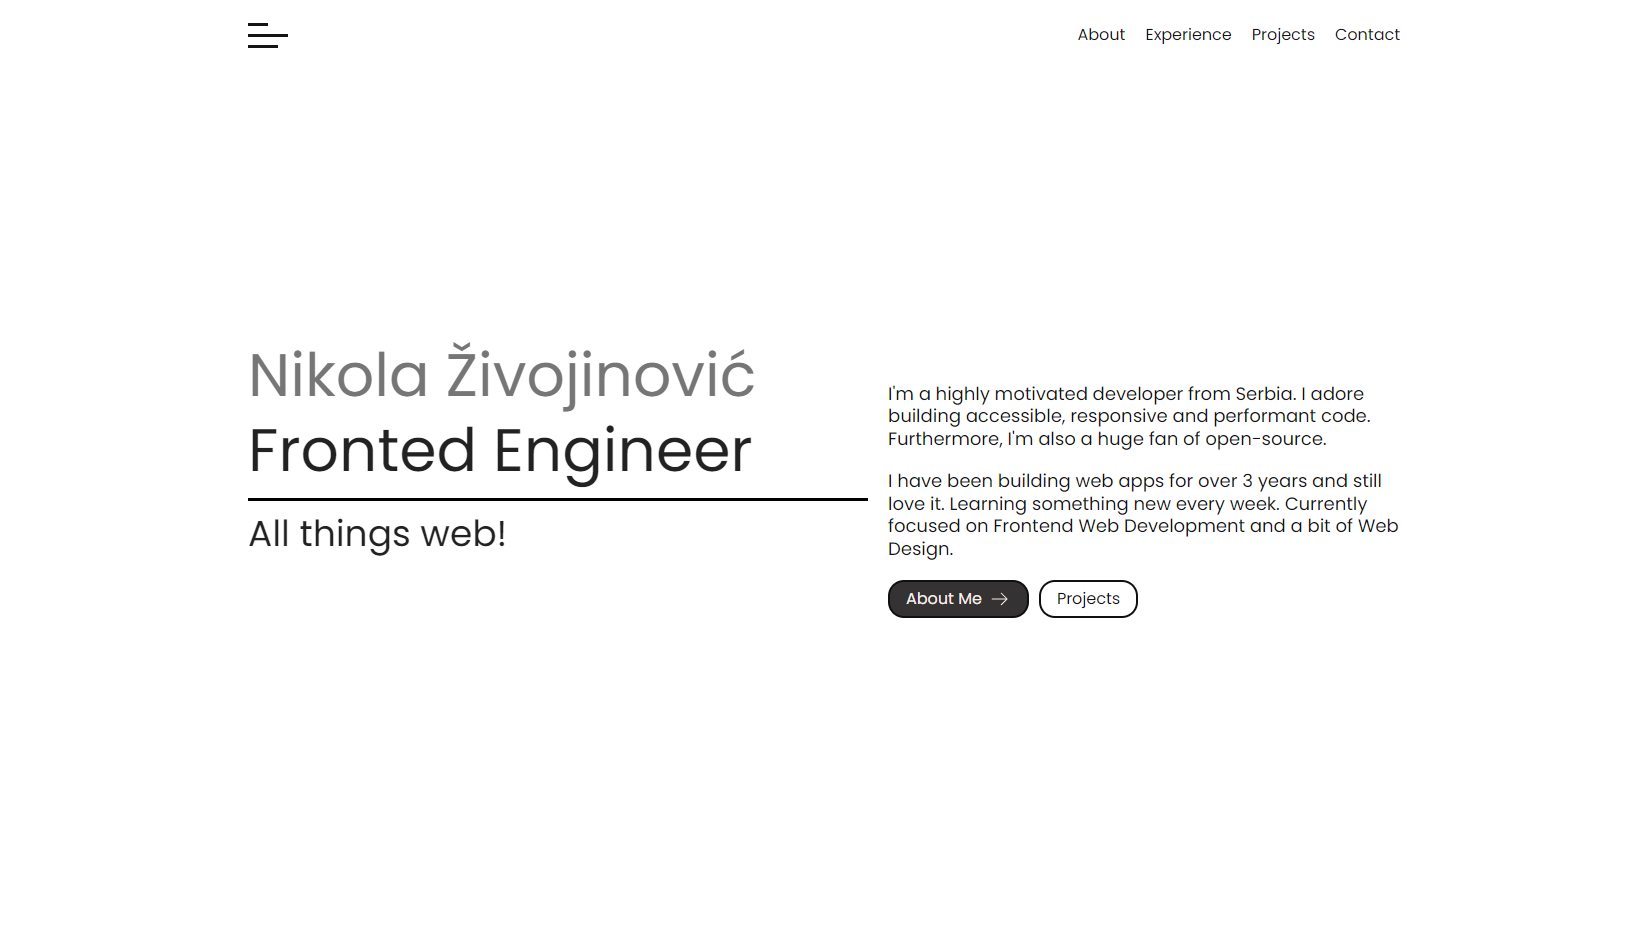 About Experience Projects Contact
Nikola Živojinović
Fronted Engineer
All things web!
I'm a highly motivated developer from Serbia. I adore
building accessible, responsive and performant code.
Furthermore, I'm also a huge fan of open-source.
I have been building web apps for over 3 years and still
love it. Learning something new every week. Currently
focused on Frontend Web Development and a bit of Web
Design.
About Me Projects